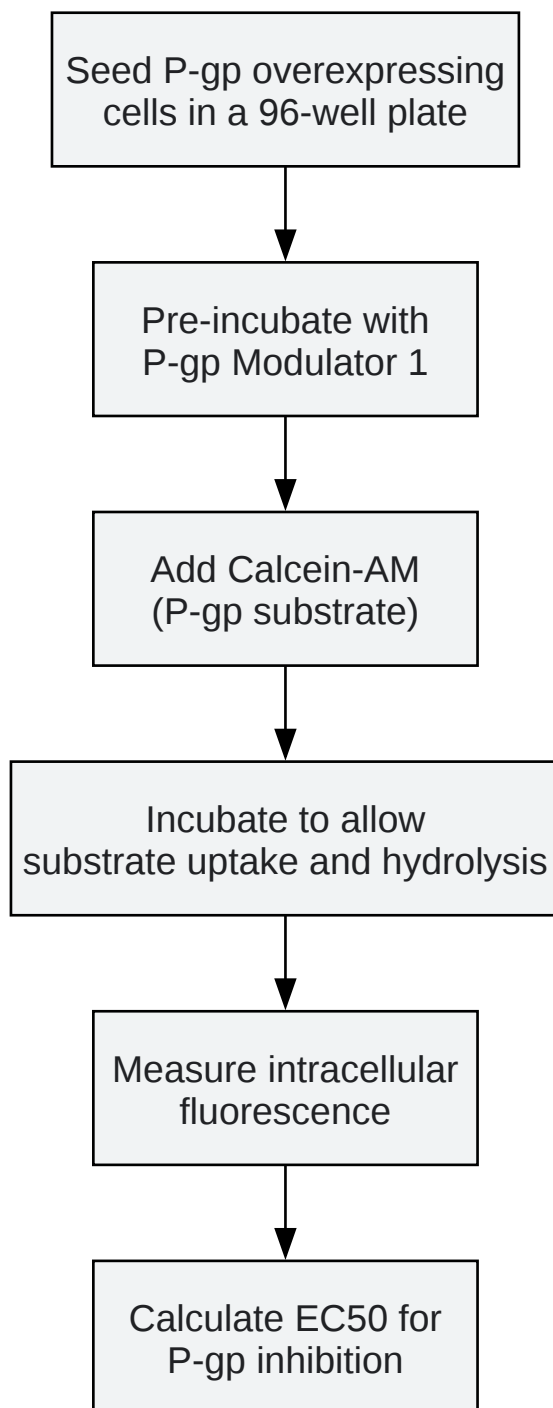 Seed P-gp overexpressing
cells in a 96-well plate
Pre-incubate with
P-gp Modulator 1
Add Calcein-AM
(P-gp substrate)
Incubate to allow
substrate uptake and hydrolysis
Measure intracellular
fluorescence
Calculate EC50 for
P-gp inhibition